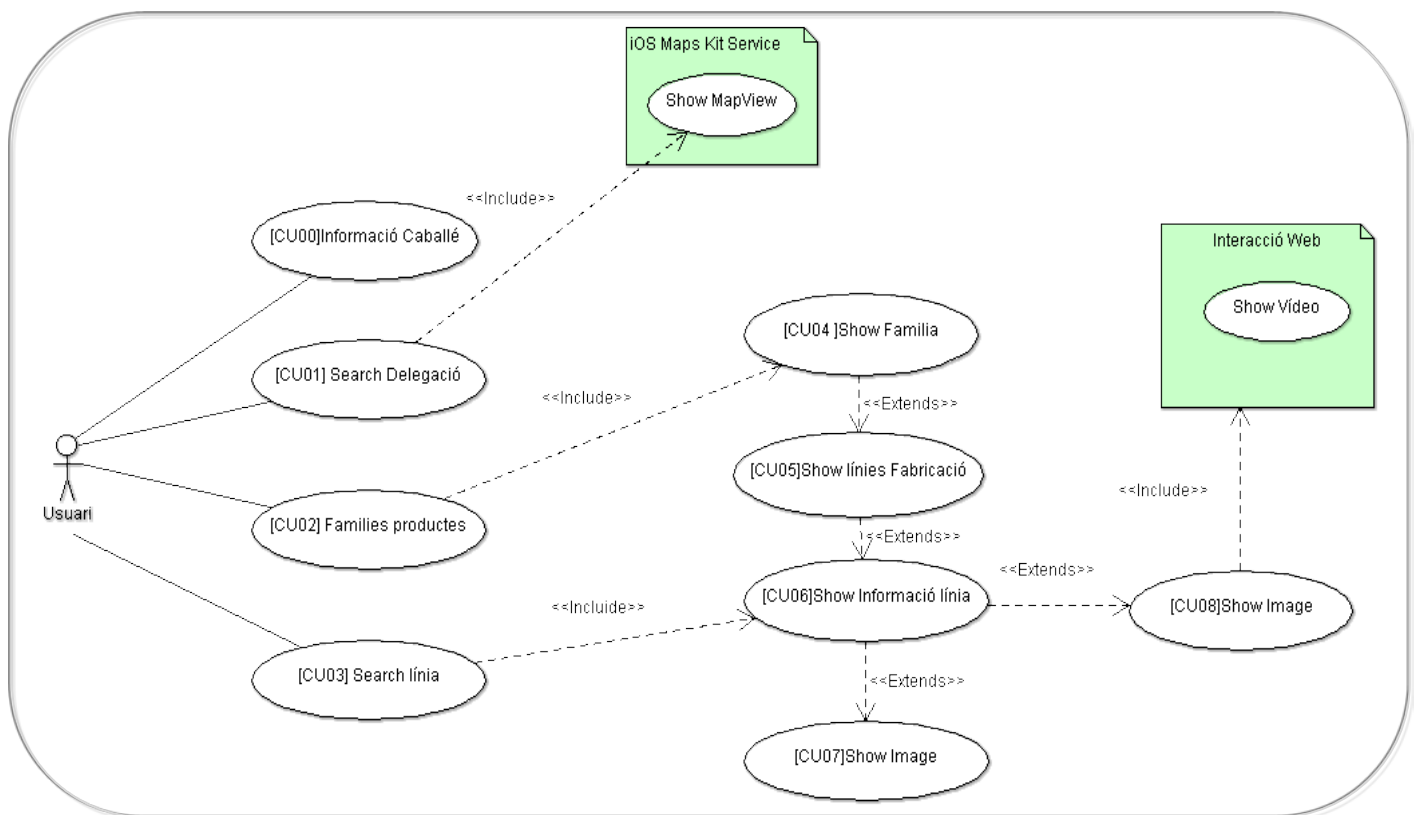 iOS Maps Kit Service
Show MapView
<<Include>>
[CU00]Informació Caballé
Interacció Web
Show Vídeo
[CU04 ]Show Familia
[CU01] Search Delegació
<<Include>>
<<Extends>>
[CU05]Show línies Fabricació
<<Include>>
Usuari
[CU02] Families productes
<<Extends>>
<<Extends>>
[CU06]Show Informació línia
[CU08]Show Image
<<Incluide>>
[CU03] Search línia
<<Extends>>
[CU07]Show Image